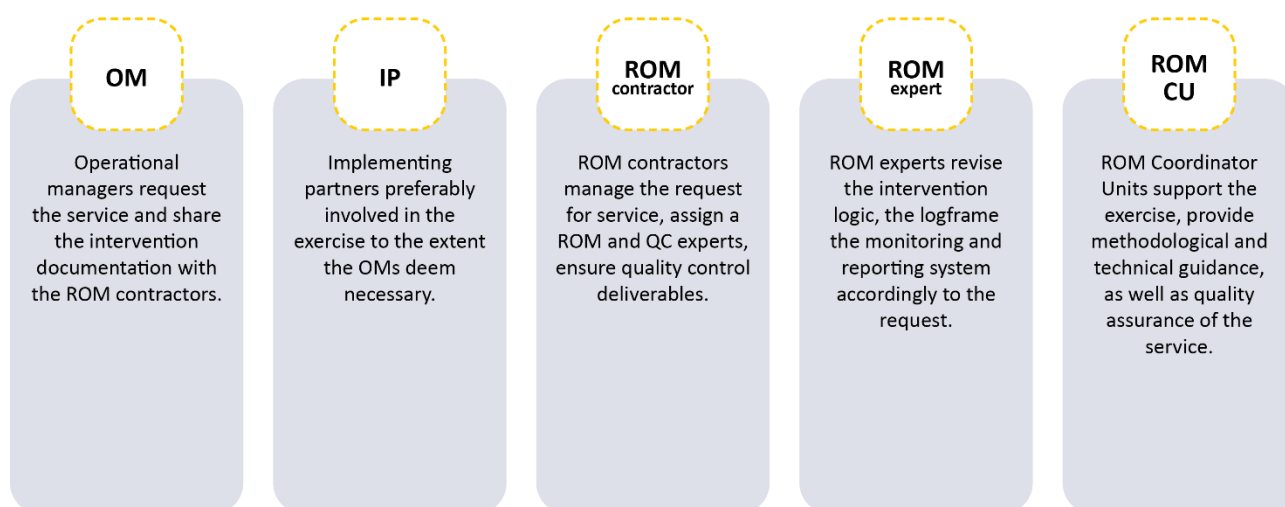 OM
Operational
managers request
the service and share
the intervention
documentation with
the ROM contractors.
IP
Implementing
partners preferably
involved in the
exercise to the extent
the OMs deem
necessary.
ROM
contractor
ROM contractors
manage the request
for service, assign a
ROM and QC experts,
ensure quality control
deliverables.
ROM
expert
ROM experts revise
the intervention
logic, the logframe
the monitoring and
reporting system
accordingly to the
request.
ROM
CU
ROM Coordinator
Units support the
exercise, provide
methodological and
technical guidance,
as well as quality
assurance of the
service.